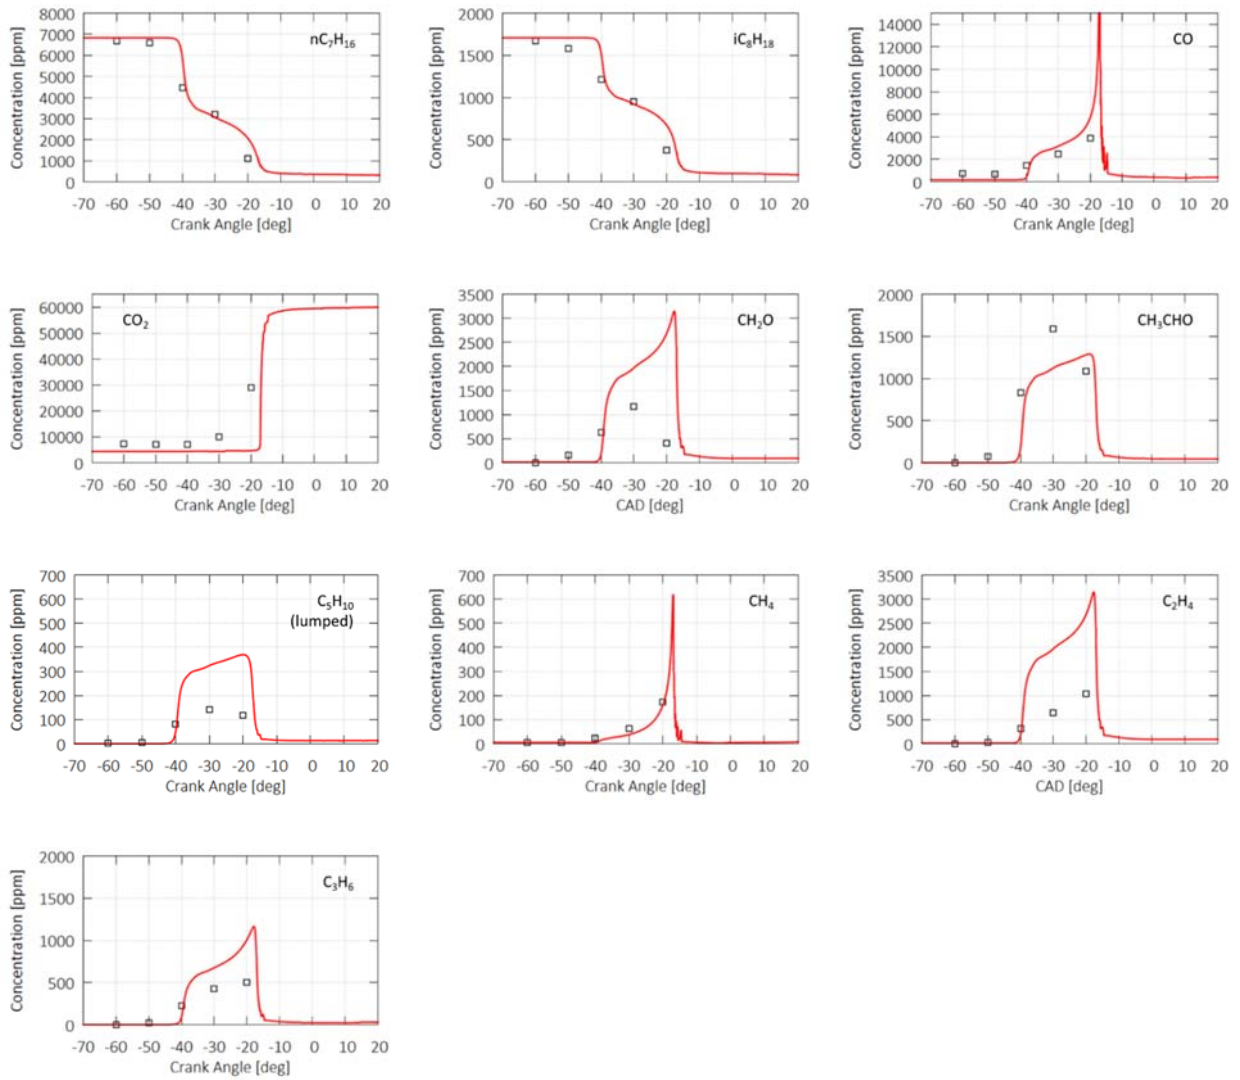 Concentration [ppm]
8000
7000
6000
5000
4000
3000
2000
1000
0
nC₇H₁₆
-70 -60 -50 -40 -30 -20 -10 0 10 20
Crank Angle [deg]
Concentration [ppm]
2000
1500
1000
500
0
iC₈H₁₈
-70 -60 -50 -40 -30 -20 -10 0 10 20
Crank Angle [deg]
Concentration [ppm]
14000
12000
10000
8000
6000
4000
2000
0
CO
-70 -60 -50 -40 -30 -20 -10 0 10 20
Crank Angle [deg]
Concentration [ppm]
60000
50000
40000
30000
20000
10000
0
CO₂
-70 -60 -50 -40 -30 -20 -10 0 10 20
Crank Angle [deg]
Concentration [ppm]
3500
3000
2500
2000
1500
1000
500
0
CH₂O
-70 -60 -50 -40 -30 -20 -10 0 10 20
CAD [deg]
Concentration [ppm]
2000
1500
1000
500
0
CH₃CHO
-70 -60 -50 -40 -30 -20 -10 0 10 20
Crank Angle [deg]
Concentration [ppm]
700
600
500
400
300
200
100
0
C₅H₁₀
(lumped)
-70 -60 -50 -40 -30 -20 -10 0 10 20
Crank Angle [deg]
Concentration [ppm]
700
600
500
400
300
200
100
0
CH₄
-70 -60 -50 -40 -30 -20 -10 0 10 20
Crank Angle [deg]
Concentration [ppm]
3500
3000
2500
2000
1500
1000
500
0
C₂H₄
-70 -60 -50 -40 -30 -20 -10 0 10 20
CAD [deg]
Concentration [ppm]
2000
1500
1000
500
0
C₃H₆
-70 -60 -50 -40 -30 -20 -10 0 10 20
Crank Angle [deg]